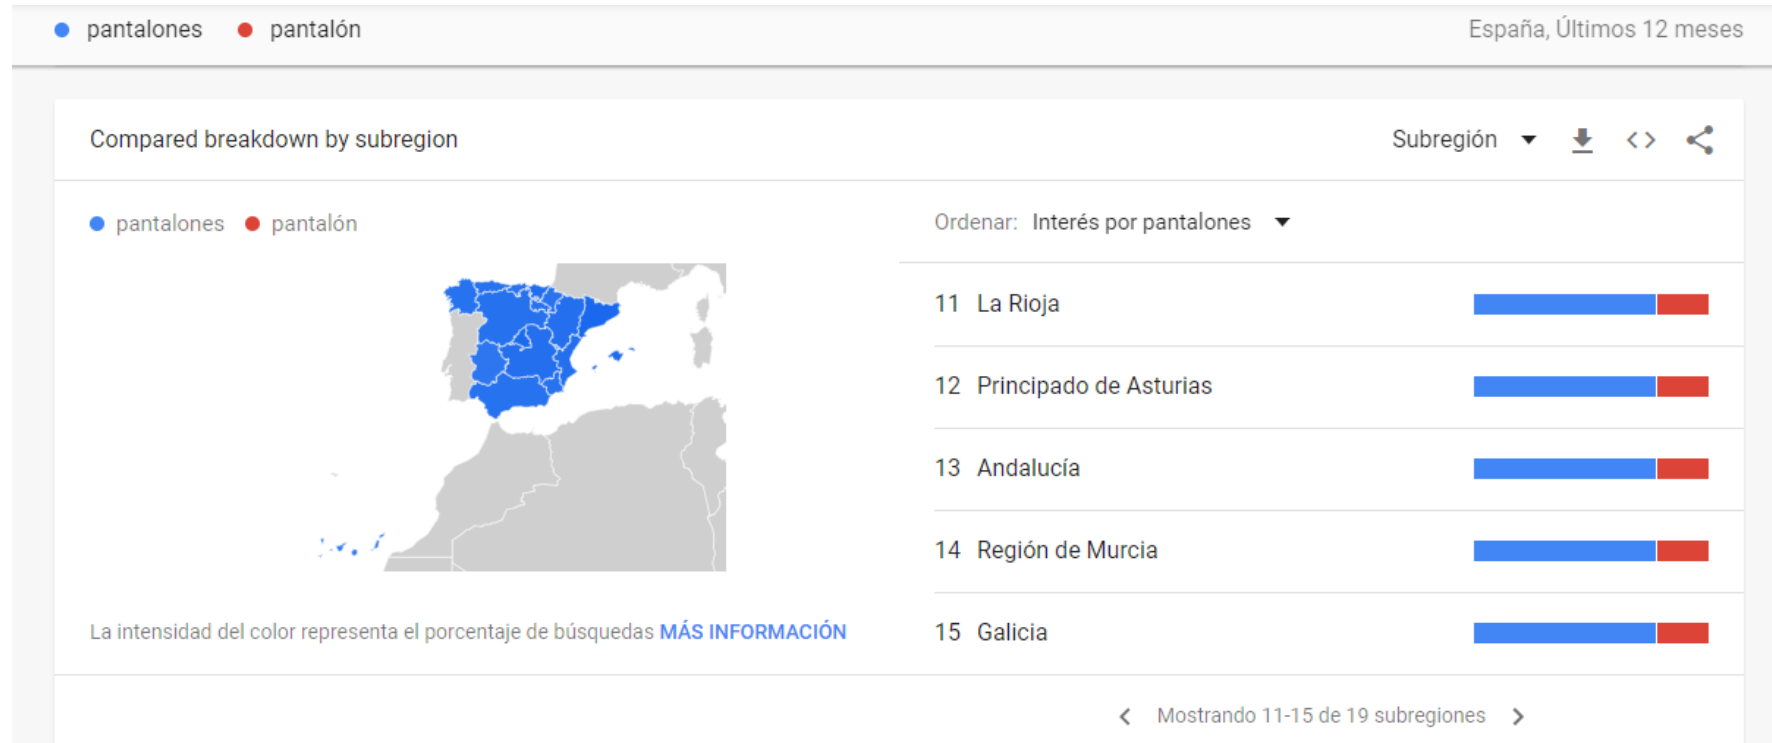 pantalones pantalón España, Últimos 12 meses
Compared breakdown by subregion Subregión
pantalones pantalón
Ordenar: Interés por pantalones
11 La Rioja
12 Principado de Asturias
13 Andalucía
14 Región de Murcia
15 Galicia
La intensidad del color representa el porcentaje de búsquedas MÁS INFORMACIÓN
Mostrando 11-15 de 19 subregiones